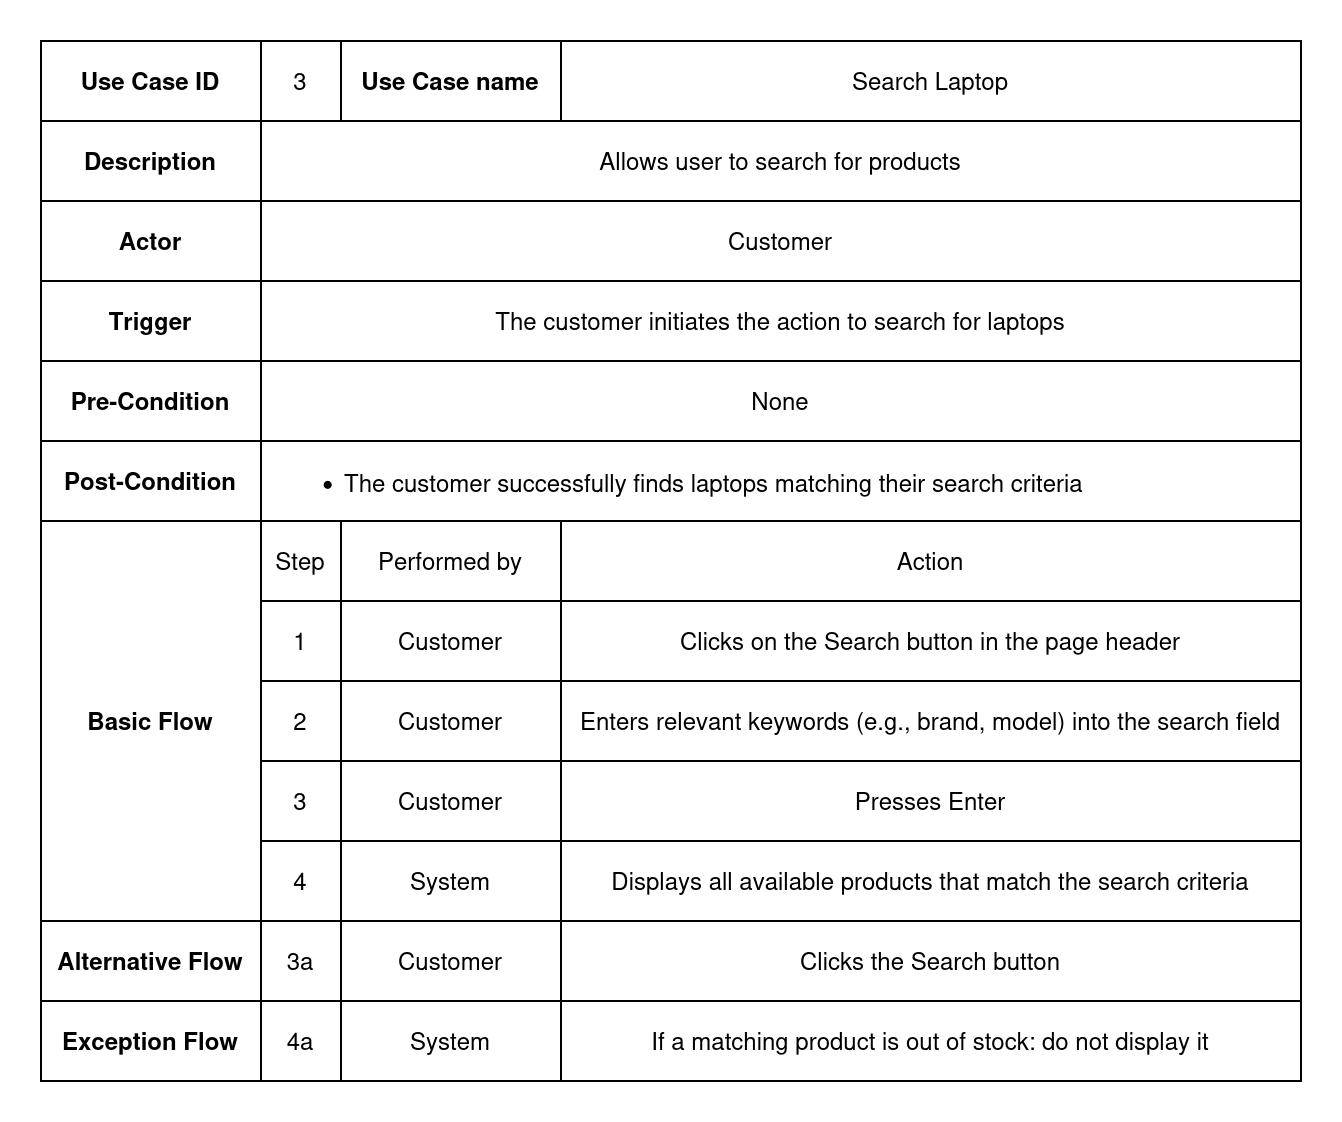 Use Case ID 3 Use Case name Search Laptop
Description Allows user to search for products
Actor Customer
Trigger The customer initiates the action to search for laptops
Pre-Condition None
Post-Condition • The customer successfully finds laptops matching their search criteria
Basic Flow
Step Performed by Action
1 Customer Clicks on the Search button in the page header
2 Customer Enters relevant keywords (e.g., brand, model) into the search field
3 Customer Presses Enter
4 System Displays all available products that match the search criteria
Alternative Flow 3a Customer Clicks the Search button
Exception Flow 4a System If a matching product is out of stock: do not display it